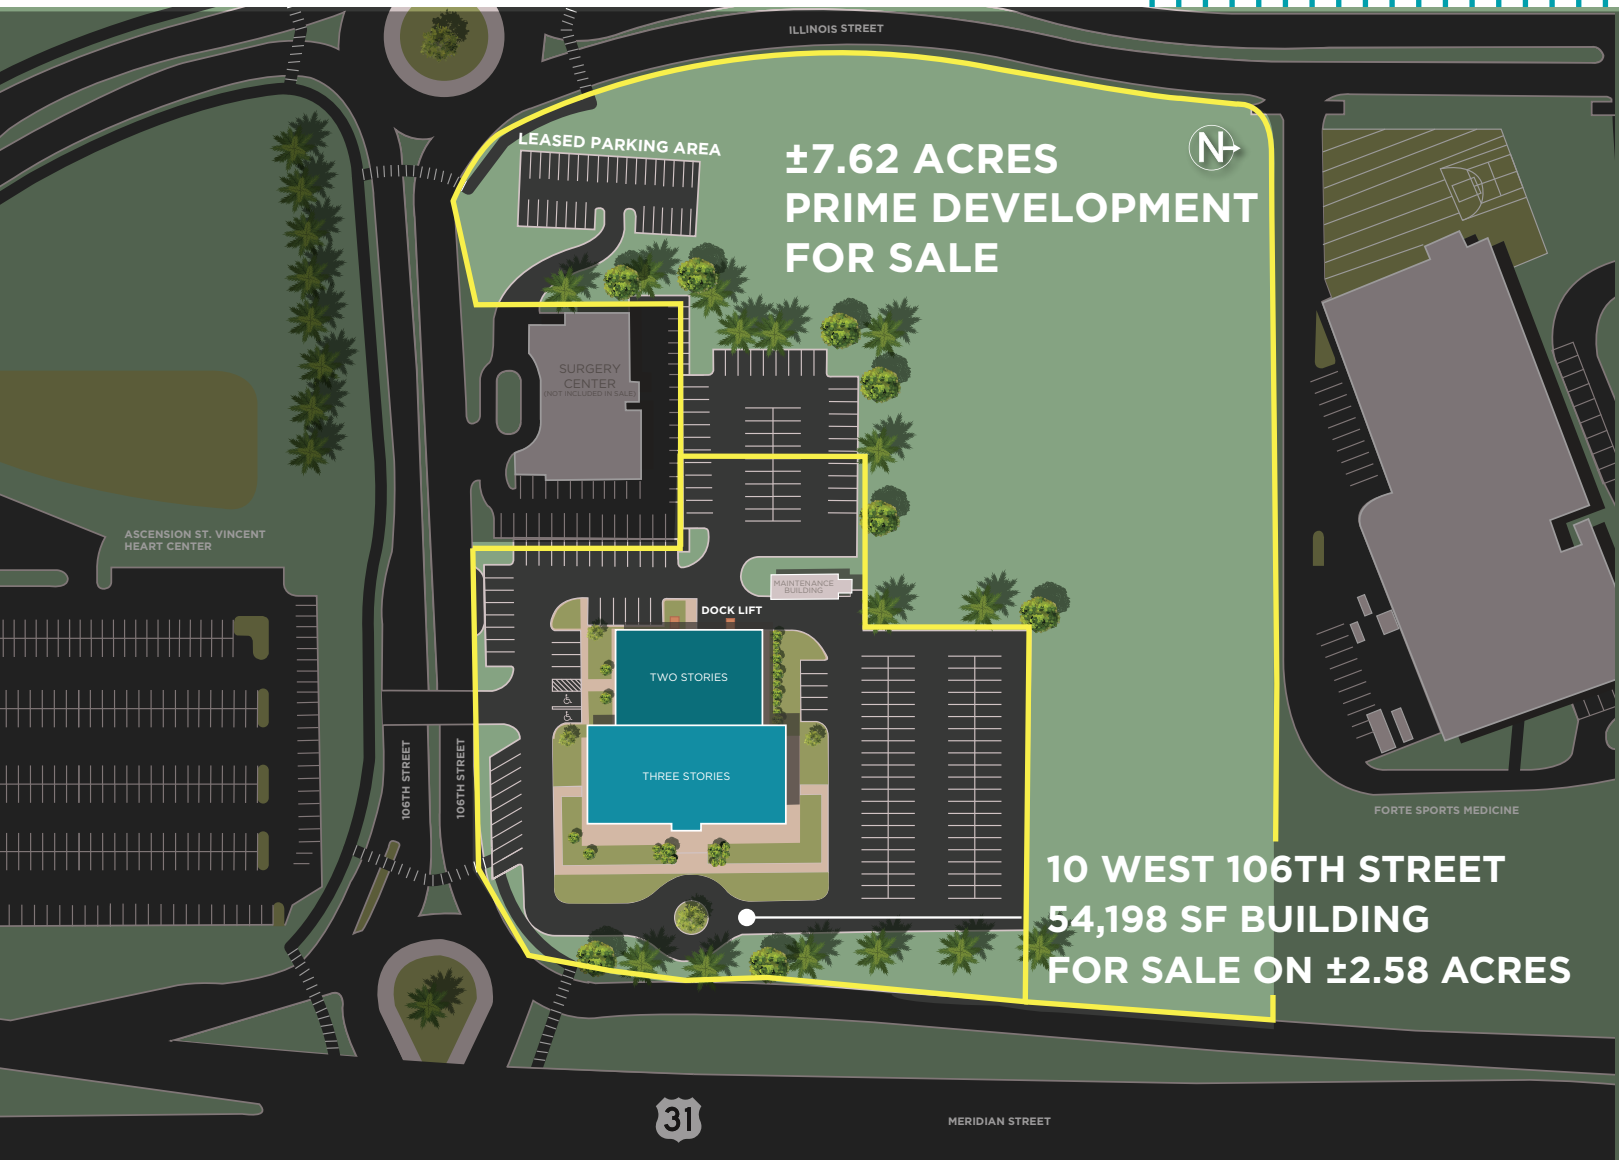 ILLINOIS STREET
LEASED PARKING AREA
±7.62 ACRES
PRIME DEVELOPMENT
FOR SALE
N
SURGERY
CENTER
(NOT INCLUDED IN SALE)
ASCENSION ST. VINCENT
HEART CENTER
MAINTENANCE
BUILDING
DOCK LIFT
TWO STORIES
THREE STORIES
106TH STREET
106TH STREET
FORTE SPORTS MEDICINE
10 WEST 106TH STREET
54,198 SF BUILDING
FOR SALE ON ±2.58 ACRES
31
MERIDIAN STREET